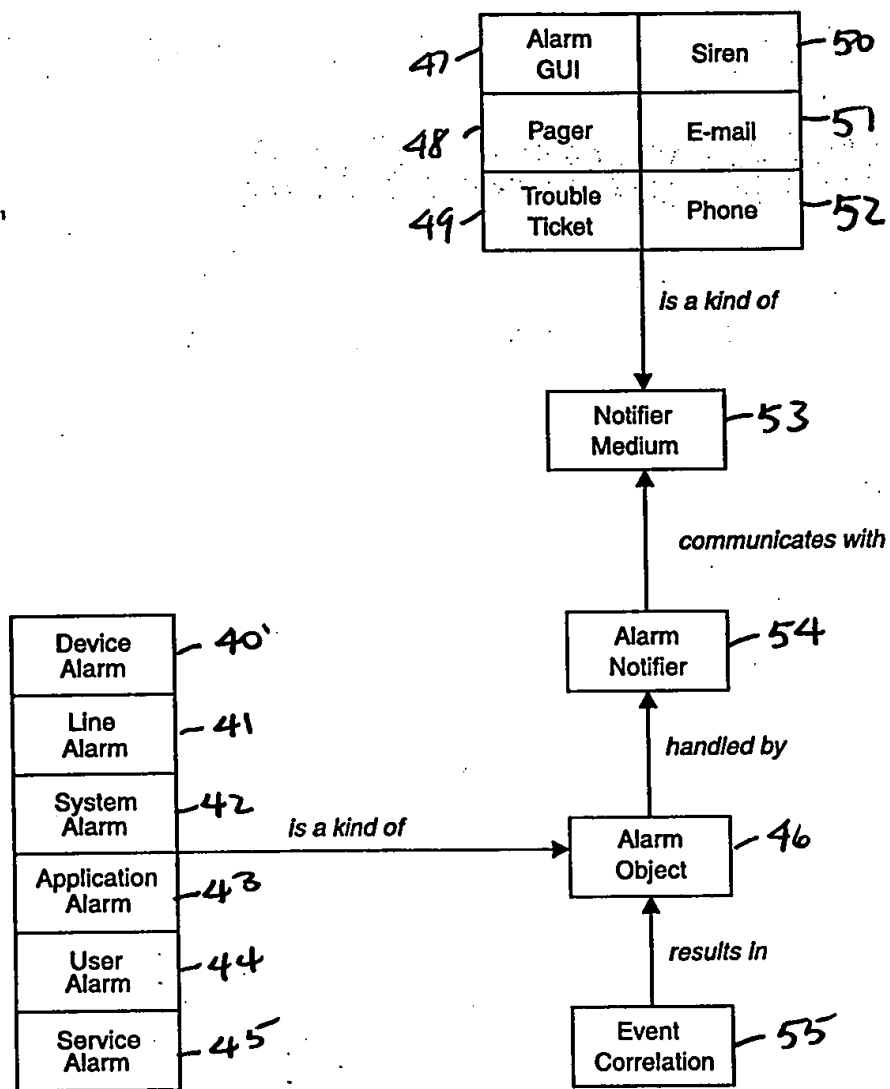 Alarm
GUI
Siren
47
50
Pager
E-mail
48
51
Trouble
Ticket
Phone
49
52
is a kind of
Notifier
Medium
53
communicates with
Alarm
Notifier
54
handled by
Device
Alarm
40'
Line
Alarm
41
System
Alarm
42
is a kind of
Alarm
Object
46
Application
Alarm
43
User
Alarm
44
results in
Service
Alarm
45
Event
Correlation
55